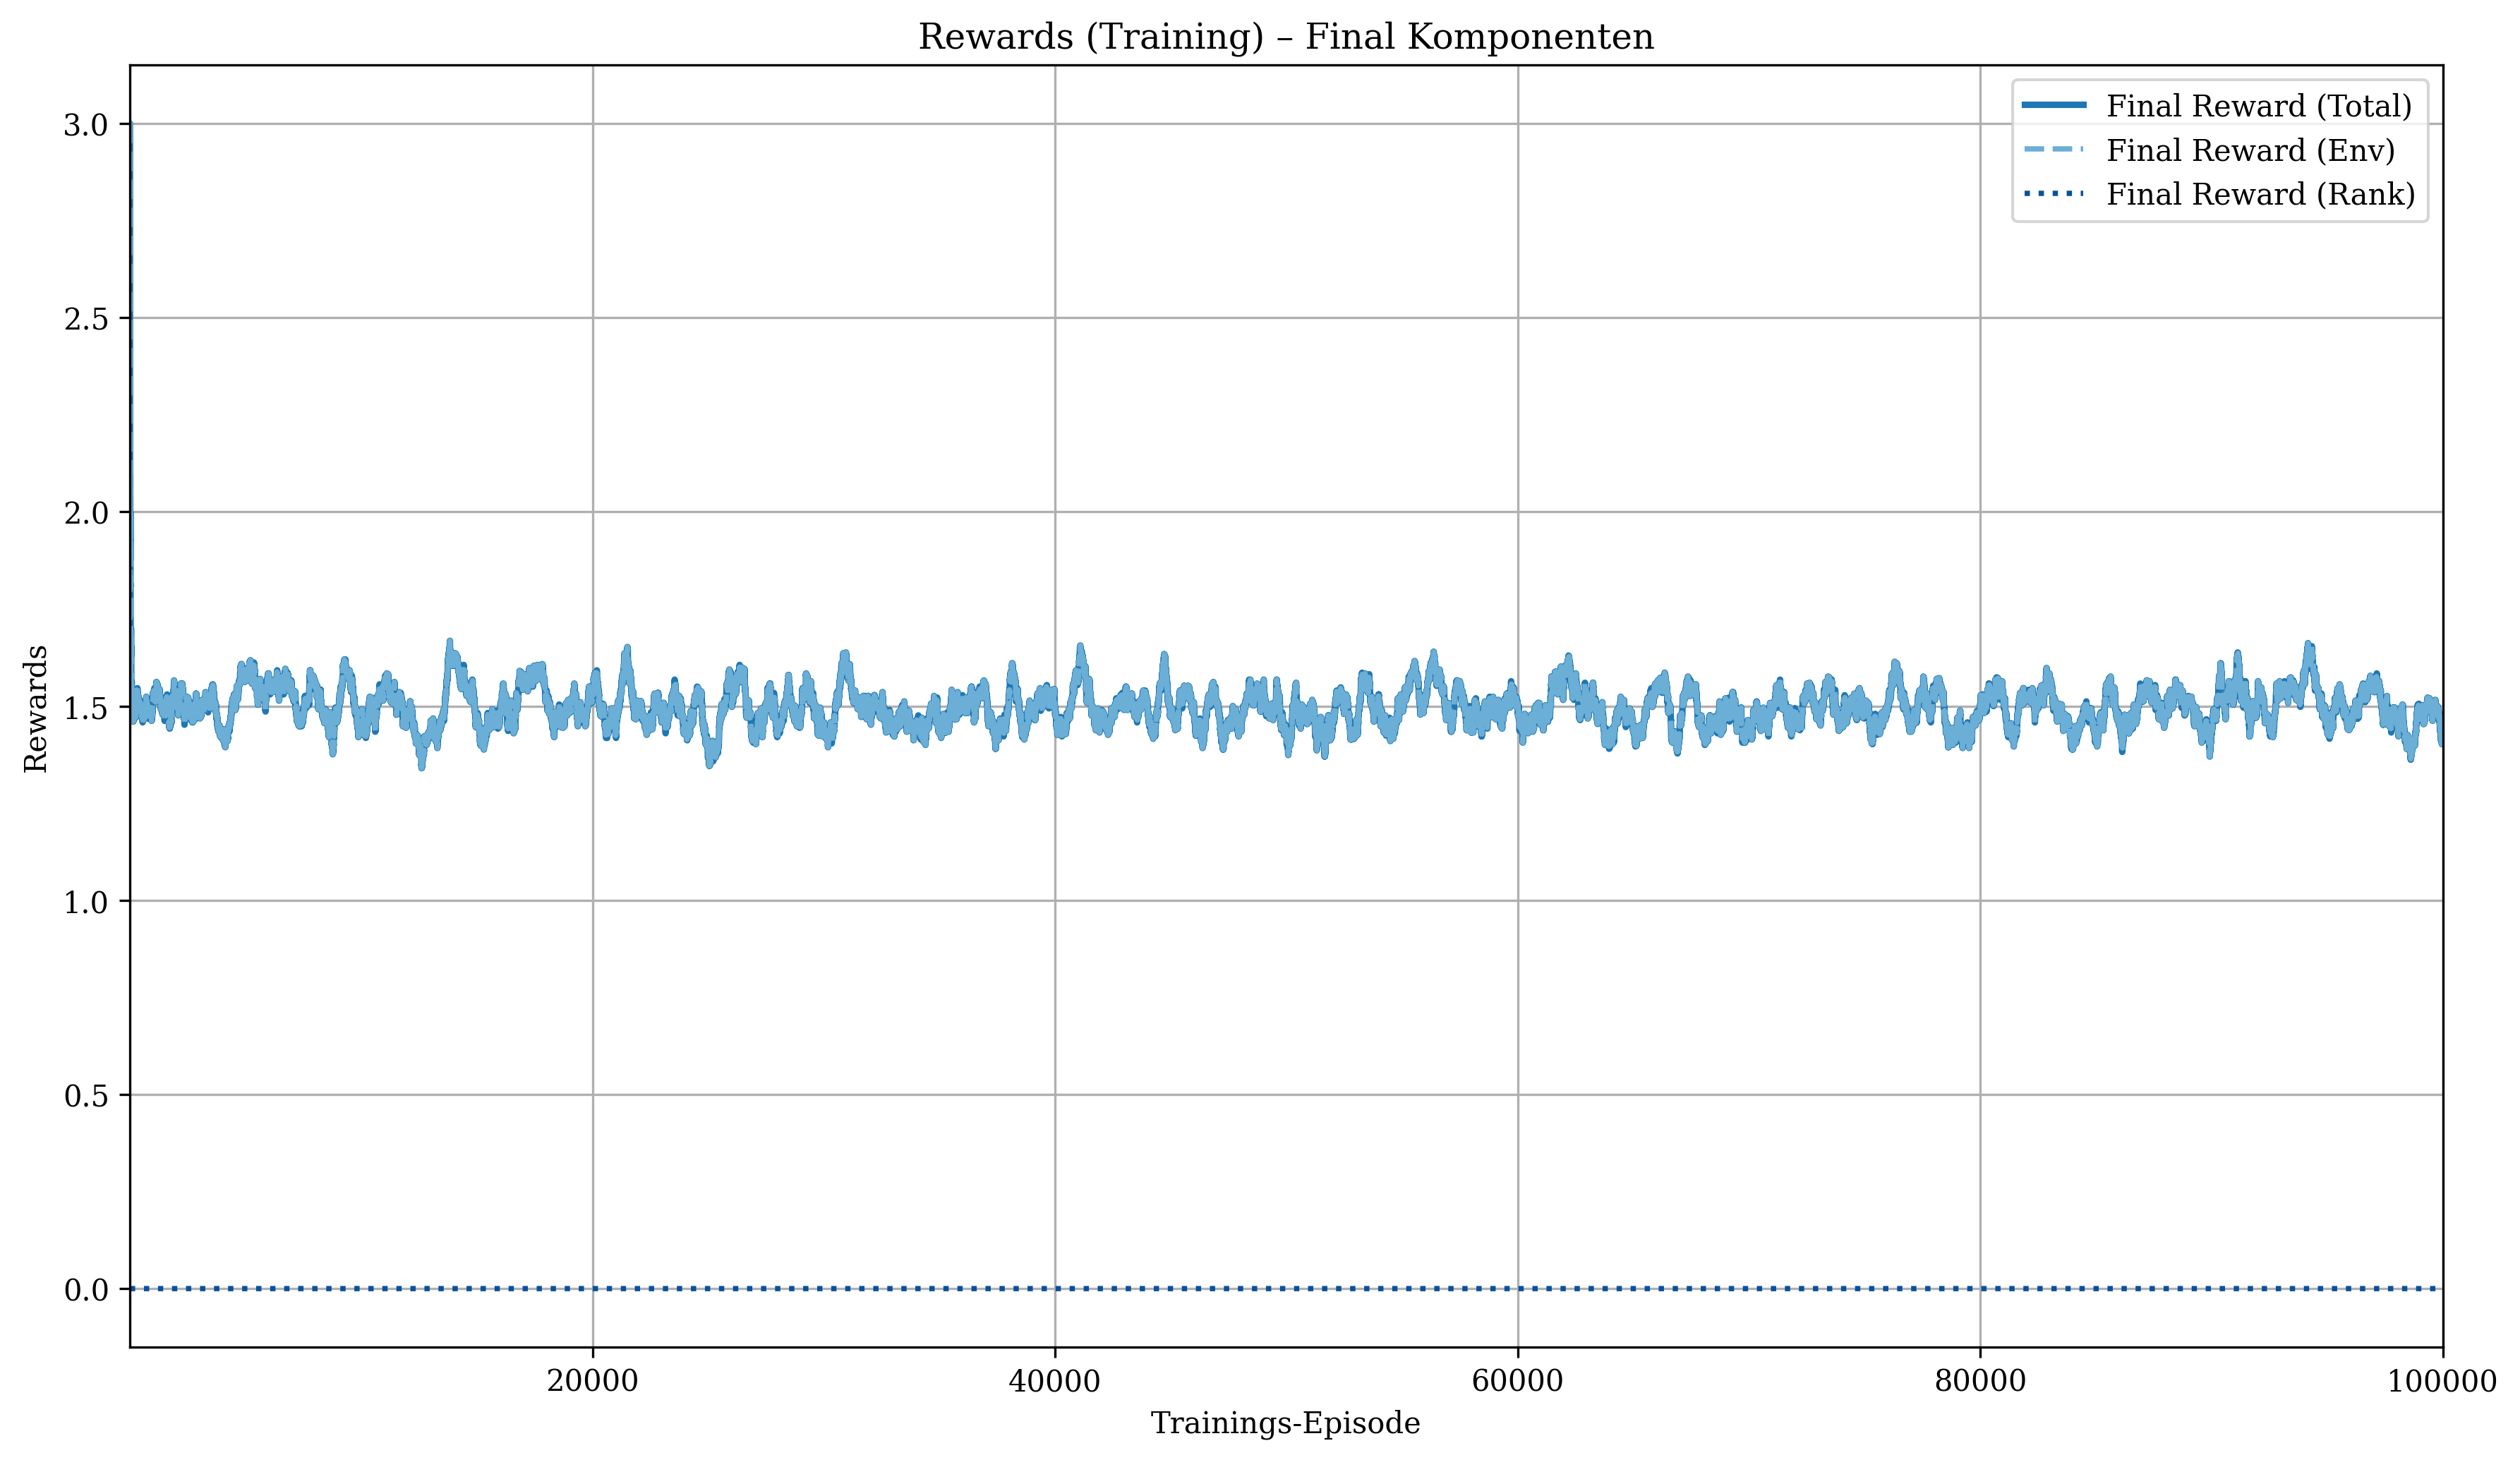 Rewards (Training) – Final Komponenten
Final Reward (Total)
Final Reward (Env)
Final Reward (Rank)
3.0
2.5
2.0
1.5
1.0
0.5
0.0
Rewards
20000
40000
60000
80000
100000
Trainings-Episode